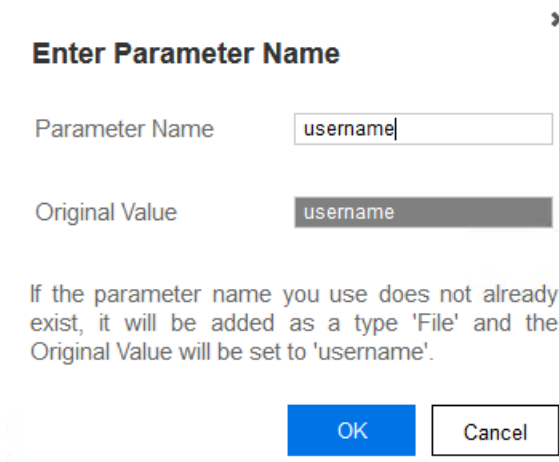 Enter Parameter Name
Parameter Name username
Original Value username
If the parameter name you use does not already
exist, it will be added as a type 'File' and the
Original Value will be set to 'username'.
OK Cancel